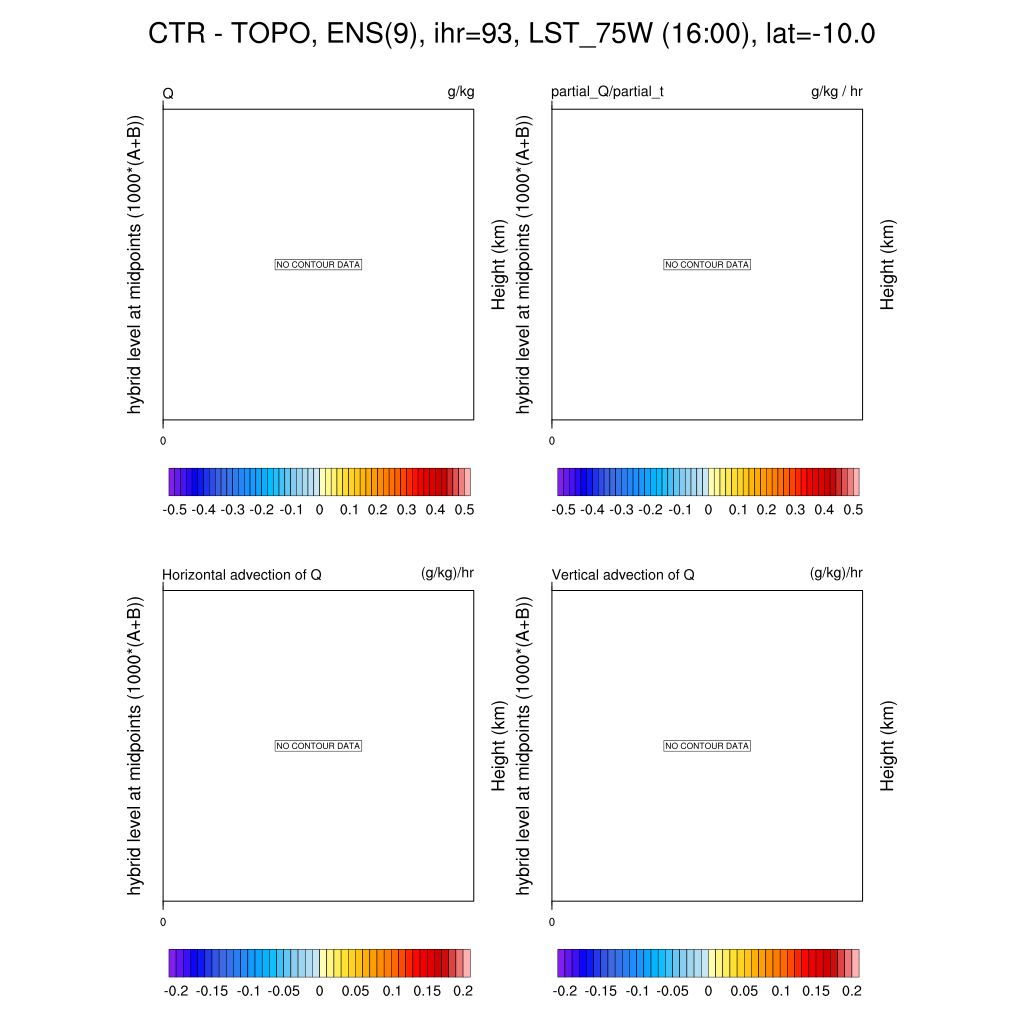 CTR - TOPO, ENS(9), ihr=93, LST_75W (16:00), lat=-10.0
Q g/kg
hybrid level at midpoints (1000*(A+B))
NO CONTOUR DATA
Height (km)
0
-0.5 -0.4 -0.3 -0.2 -0.1 0 0.1 0.2 0.3 0.4 0.5
partial_Q/partial_t g/kg / hr
hybrid level at midpoints (1000*(A+B))
NO CONTOUR DATA
Height (km)
0
-0.5 -0.4 -0.3 -0.2 -0.1 0 0.1 0.2 0.3 0.4 0.5
Horizontal advection of Q (g/kg)/hr
hybrid level at midpoints (1000*(A+B))
NO CONTOUR DATA
Height (km)
0
-0.2 -0.15 -0.1 -0.05 0 0.05 0.1 0.15 0.2
Vertical advection of Q (g/kg)/hr
hybrid level at midpoints (1000*(A+B))
NO CONTOUR DATA
Height (km)
0
-0.2 -0.15 -0.1 -0.05 0 0.05 0.1 0.15 0.2